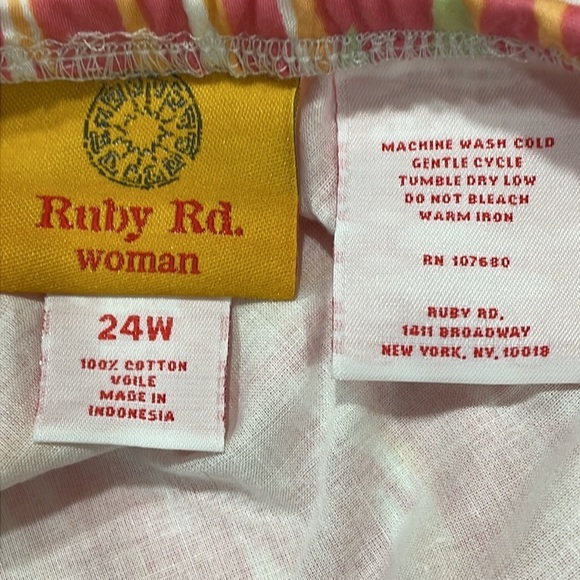 Ruby Rd.
woman
24W
100% COTTON
VOILE
MADE IN
INDONESIA
MACHINE WASH COLD
GENTLE CYCLE
TUMBLE DRY LOW
DO NOT BLEACH
WARM IRON
RN 107680
RUBY RD.
1411 BROADWAY
NEW YORK, NY. 10018